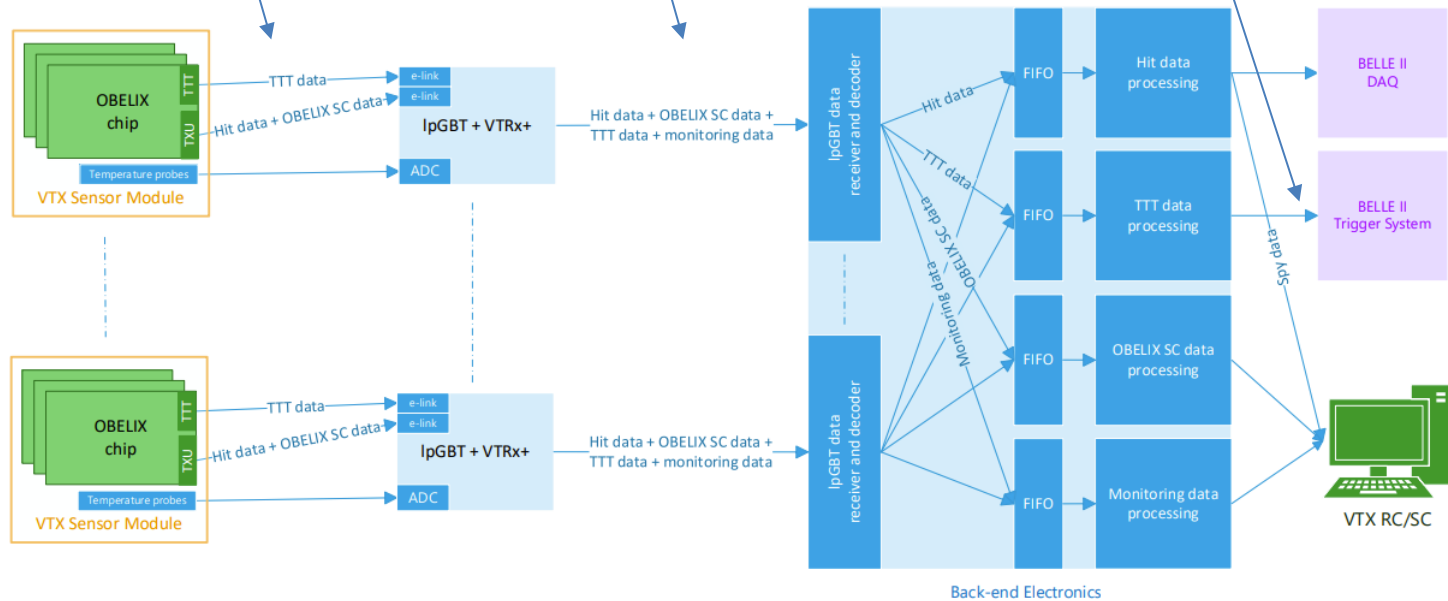 OBELIX
chip
TTT
TXU
Temperature probes
VTX Sensor Module
TTT data
Hit data + OBELIX SC data
e-link
e-link
lpGBT + VTRx+
ADC
Hit data + OBELIX SC data +
TTT data + monitoring data
lpGBT data
receiver and decoder
Hit data
TTT data
OBELIX SC data
Monitoring data
FIFO
Hit data
processing
BELLE II
DAQ
FIFO
TTT data
processing
BELLE II
Trigger System
Spy data
OBELIX
chip
TTT
TXU
Temperature probes
VTX Sensor Module
TTT data
Hit data + OBELIX SC data
e-link
e-link
lpGBT + VTRx+
ADC
Hit data + OBELIX SC data +
TTT data + monitoring data
lpGBT data
receiver and decoder
FIFO
OBELIX SC data
processing
FIFO
Monitoring data
processing
VTX RC/SC
Back-end Electronics